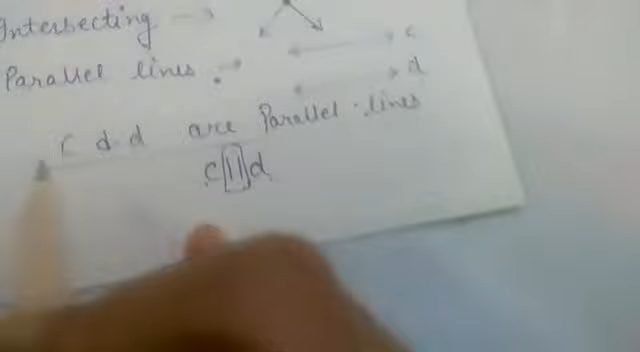 Intersecting →
c
Parallel lines. →
d
C d d are Parallel lines
c||d